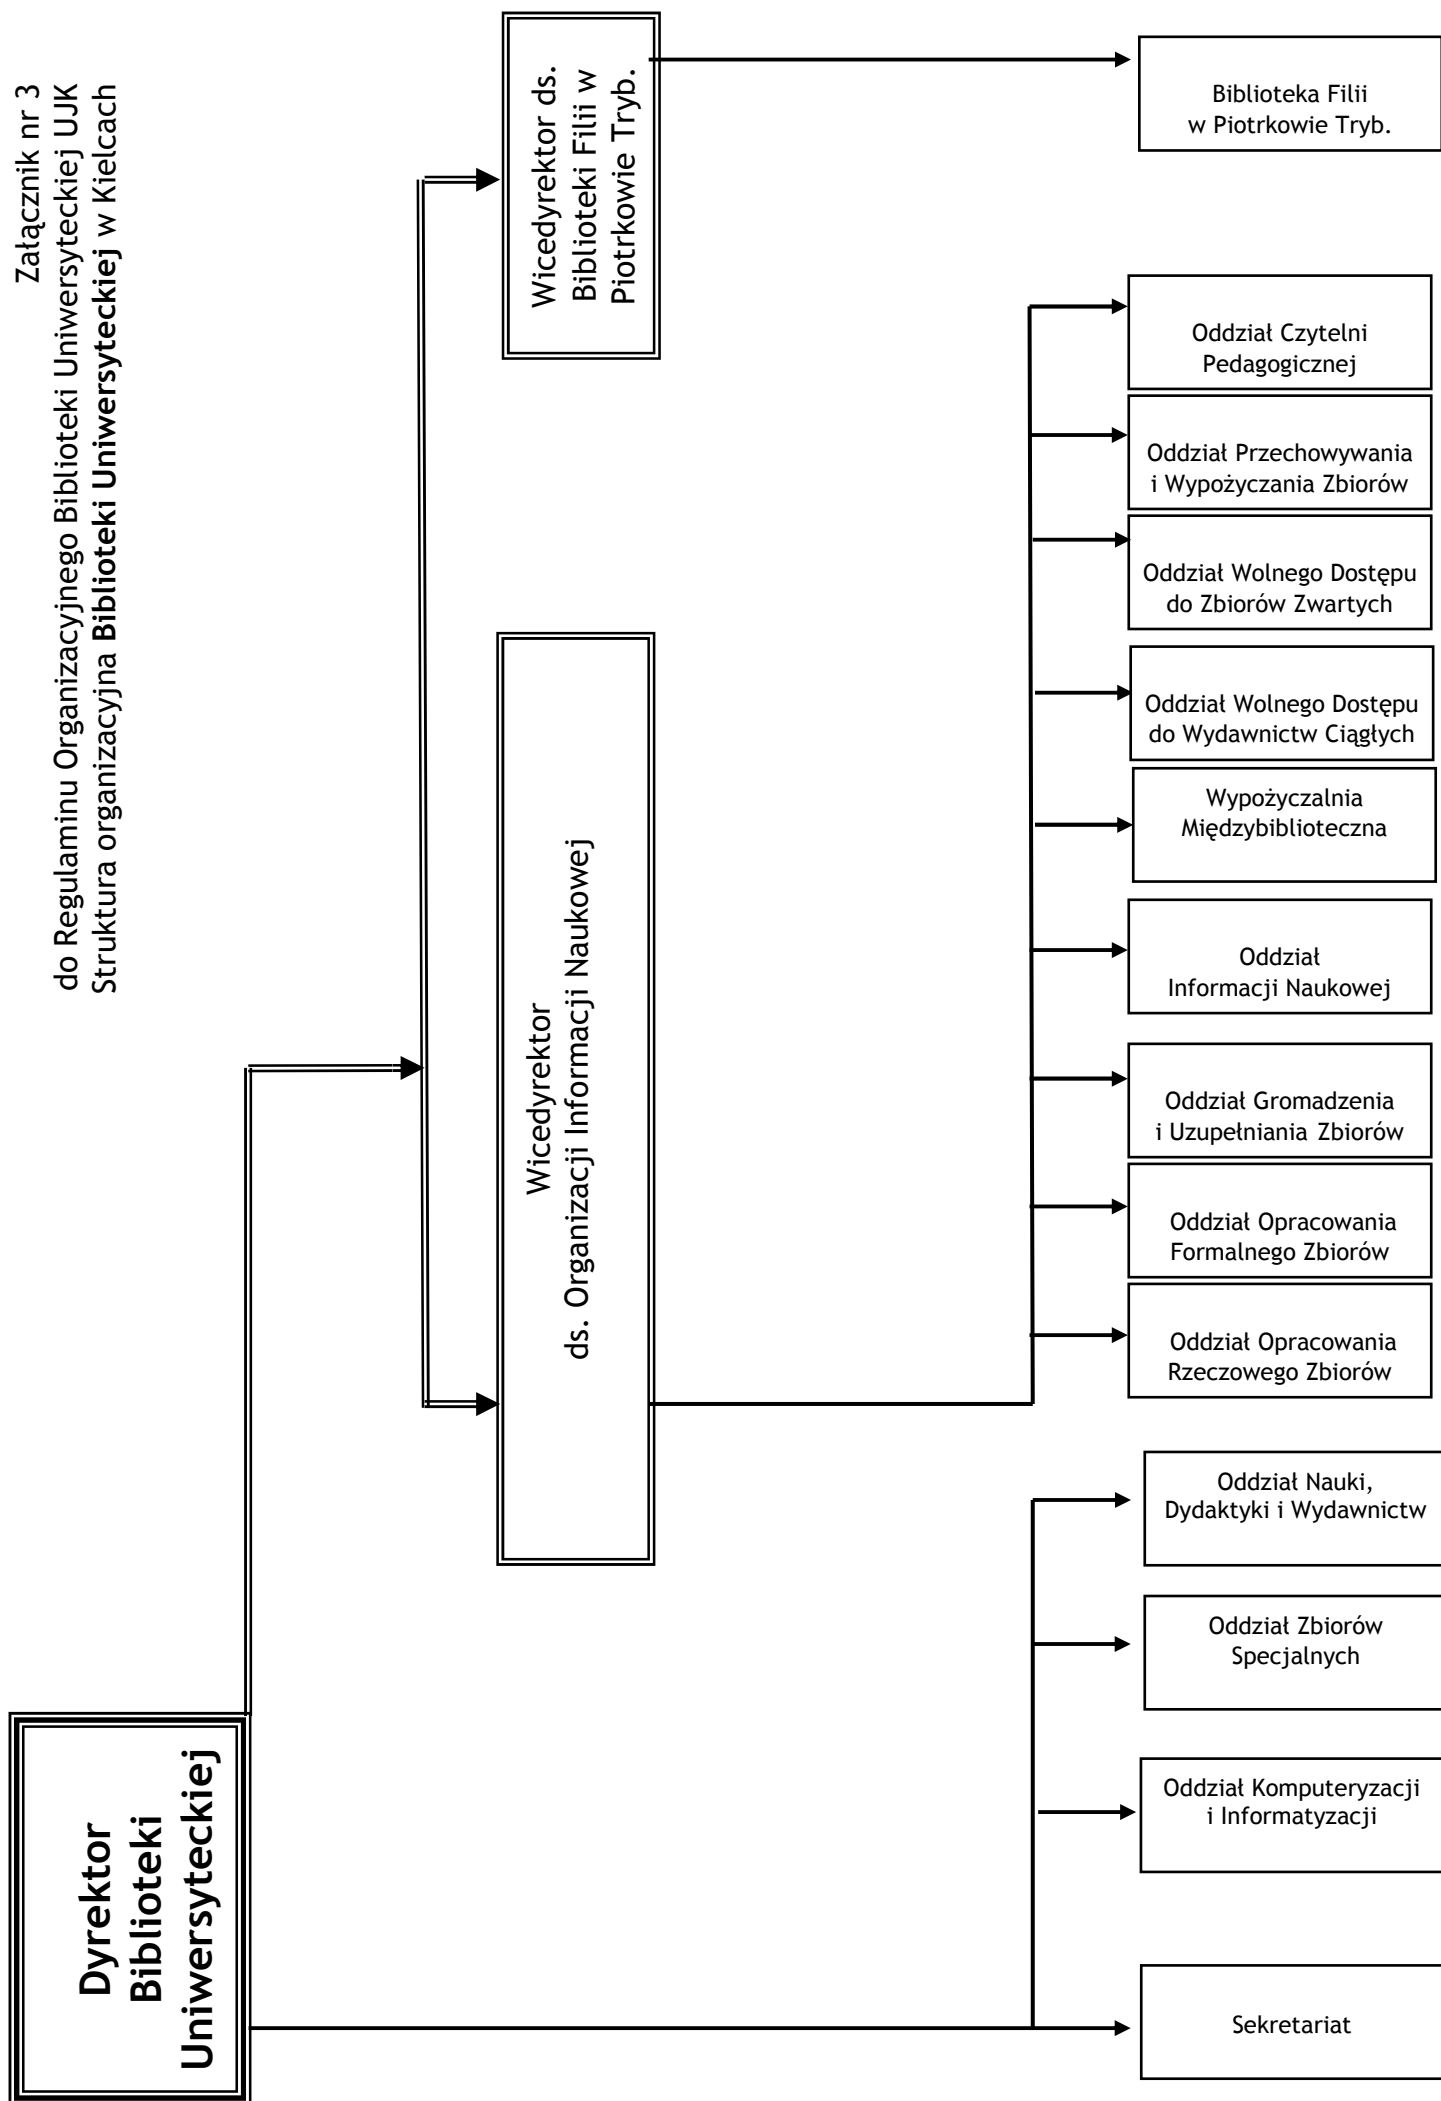 Załącznik nr 3
do Regulaminu Organizacyjnego Biblioteki Uniwersyteckiej UJK
Struktura organizacyjna Biblioteki Uniwersyteckiej w Kielcach
Dyrektor
Biblioteki
Uniwersyteckiej
Wicedyrektor
ds. Organizacji Informacji Naukowej
Wicedyrektor ds.
Biblioteki Filii w
Piotrkowie Tryb.
Biblioteka Filii
w Piotrkowie Tryb.
Oddział Czytelni
Pedagogicznej
Oddział Przechowywania
i Wypożyczania Zbiorów
Oddział Wolnego Dostępu
do Zbiorów Zwartych
Oddział Wolnego Dostępu
do Wydawnictw Ciągłych
Wypożyczalnia
Międzybiblioteczna
Oddział
Informacji Naukowej
Oddział Gromadzenia
i Uzupełniania Zbiorów
Oddział Opracowania
Formalnego Zbiorów
Oddział Opracowania
Rzeczowego Zbiorów
Oddział Nauki,
Dydaktyki i Wydawnictw
Oddział Zbiorów
Specjalnych
Oddział Komputeryzacji
i Informatyzacji
Sekretariat